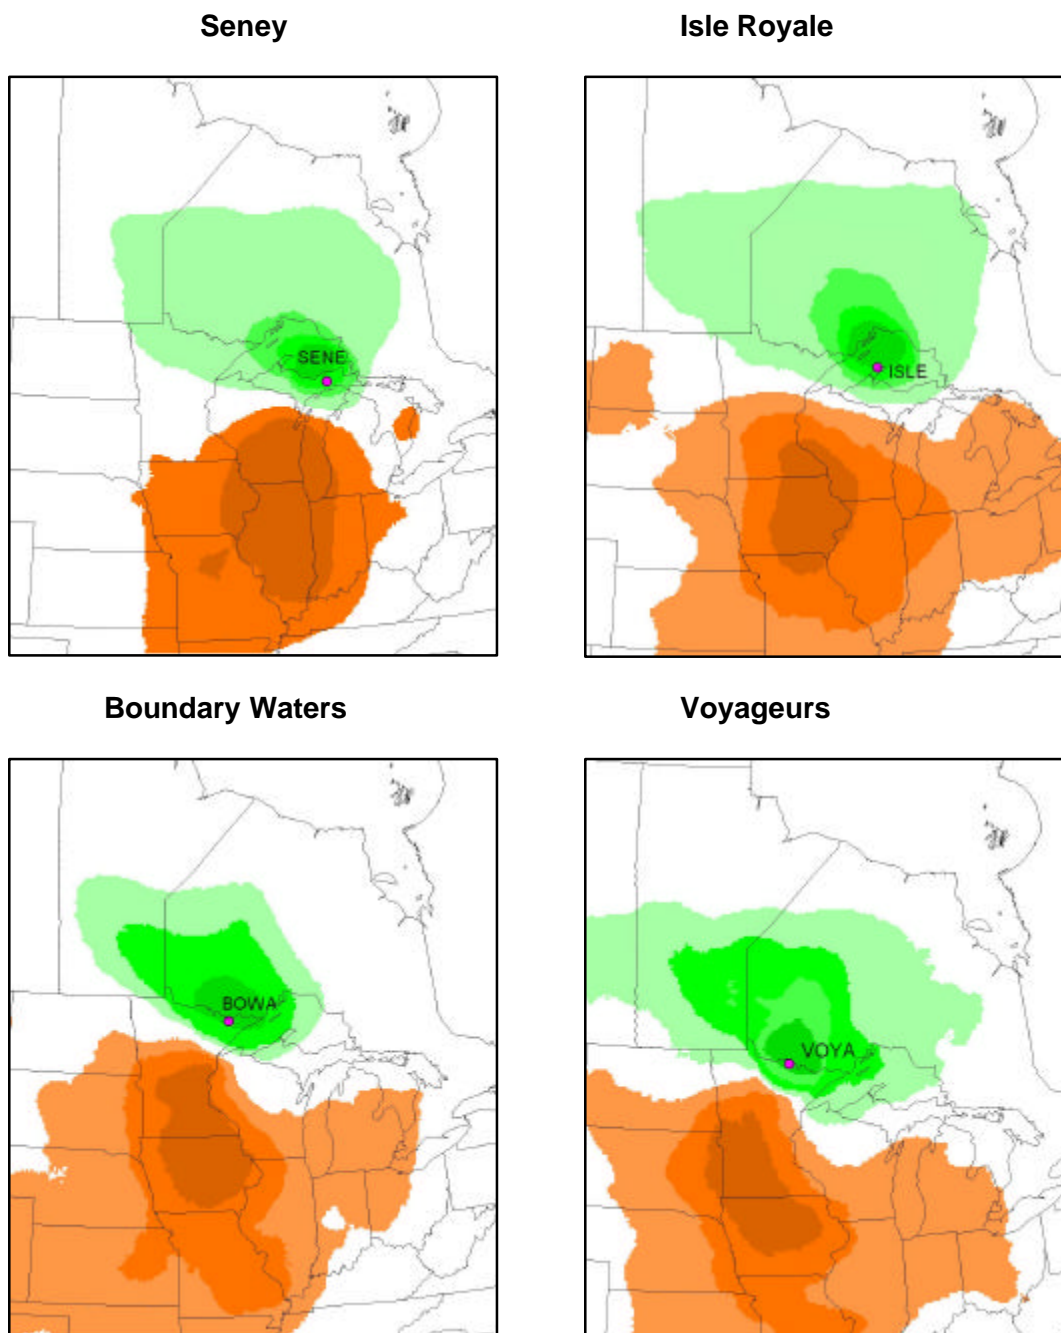 Seney
Isle Royale
SENE
ISLE
Boundary Waters
Voyageurs
BOWA
VOYA